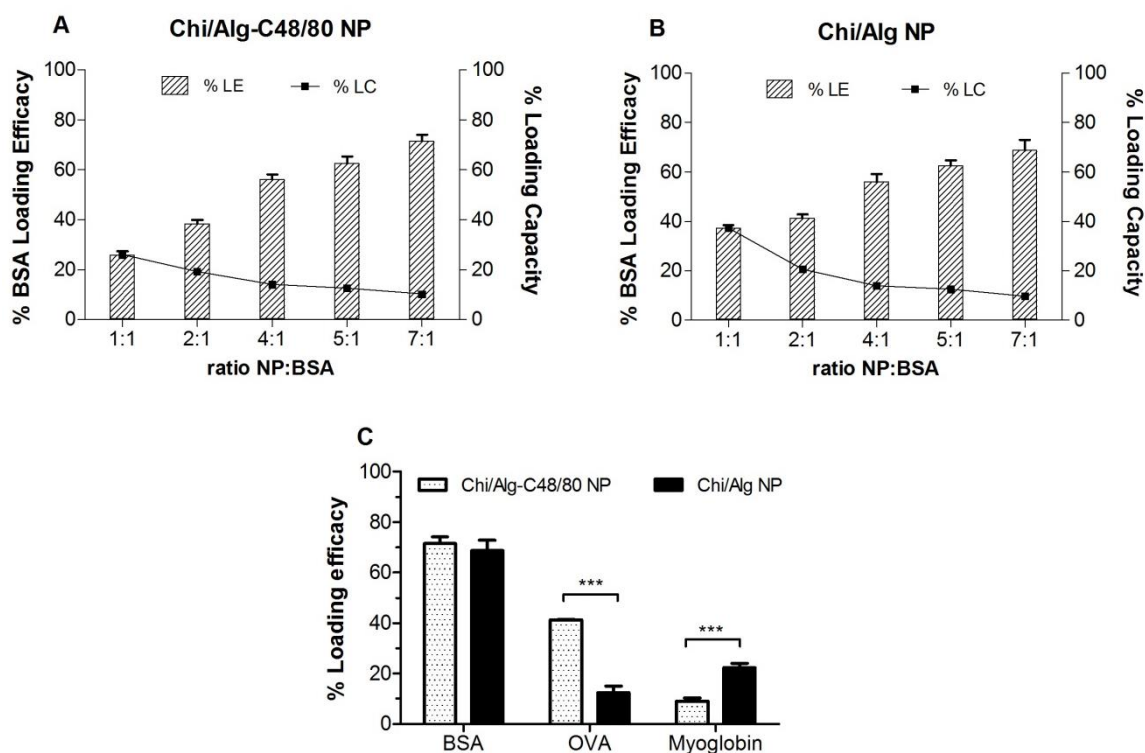 A
Chi/Alg-C48/80 NP
% LE
% LC
% BSA Loading Efficacy
% Loading Capacity
100
80
60
40
20
0
100
80
60
40
20
0
1:1 2:1 4:1 5:1 7:1
ratio NP:BSA
B
Chi/Alg NP
% LE
% LC
% BSA Loading Efficacy
% Loading Capacity
100
80
60
40
20
0
100
80
60
40
20
0
1:1 2:1 4:1 5:1 7:1
ratio NP:BSA
C
Chi/Alg-C48/80 NP
Chi/Alg NP
% Loading efficacy
100
80
60
40
20
0
***
***
BSA OVA Myoglobin